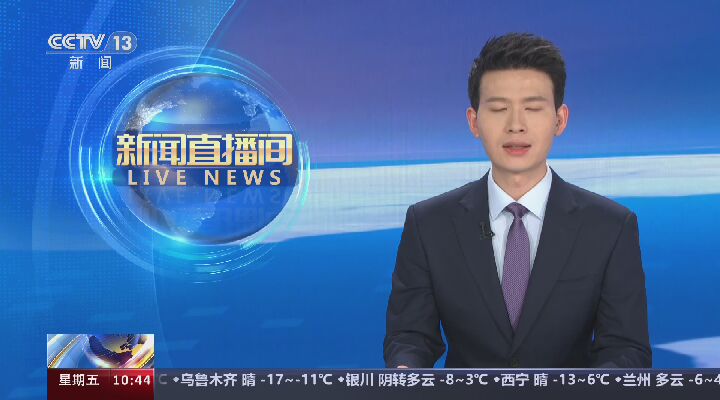 CCTV 13
新闻
新闻直播间
LIVE NEWS
星期五 10:44 ℃ •乌鲁木齐 晴 -17~-11℃ •银川 阴转多云 -8~3℃ •西宁 晴 -13~6℃ •兰州 多云 -6~4